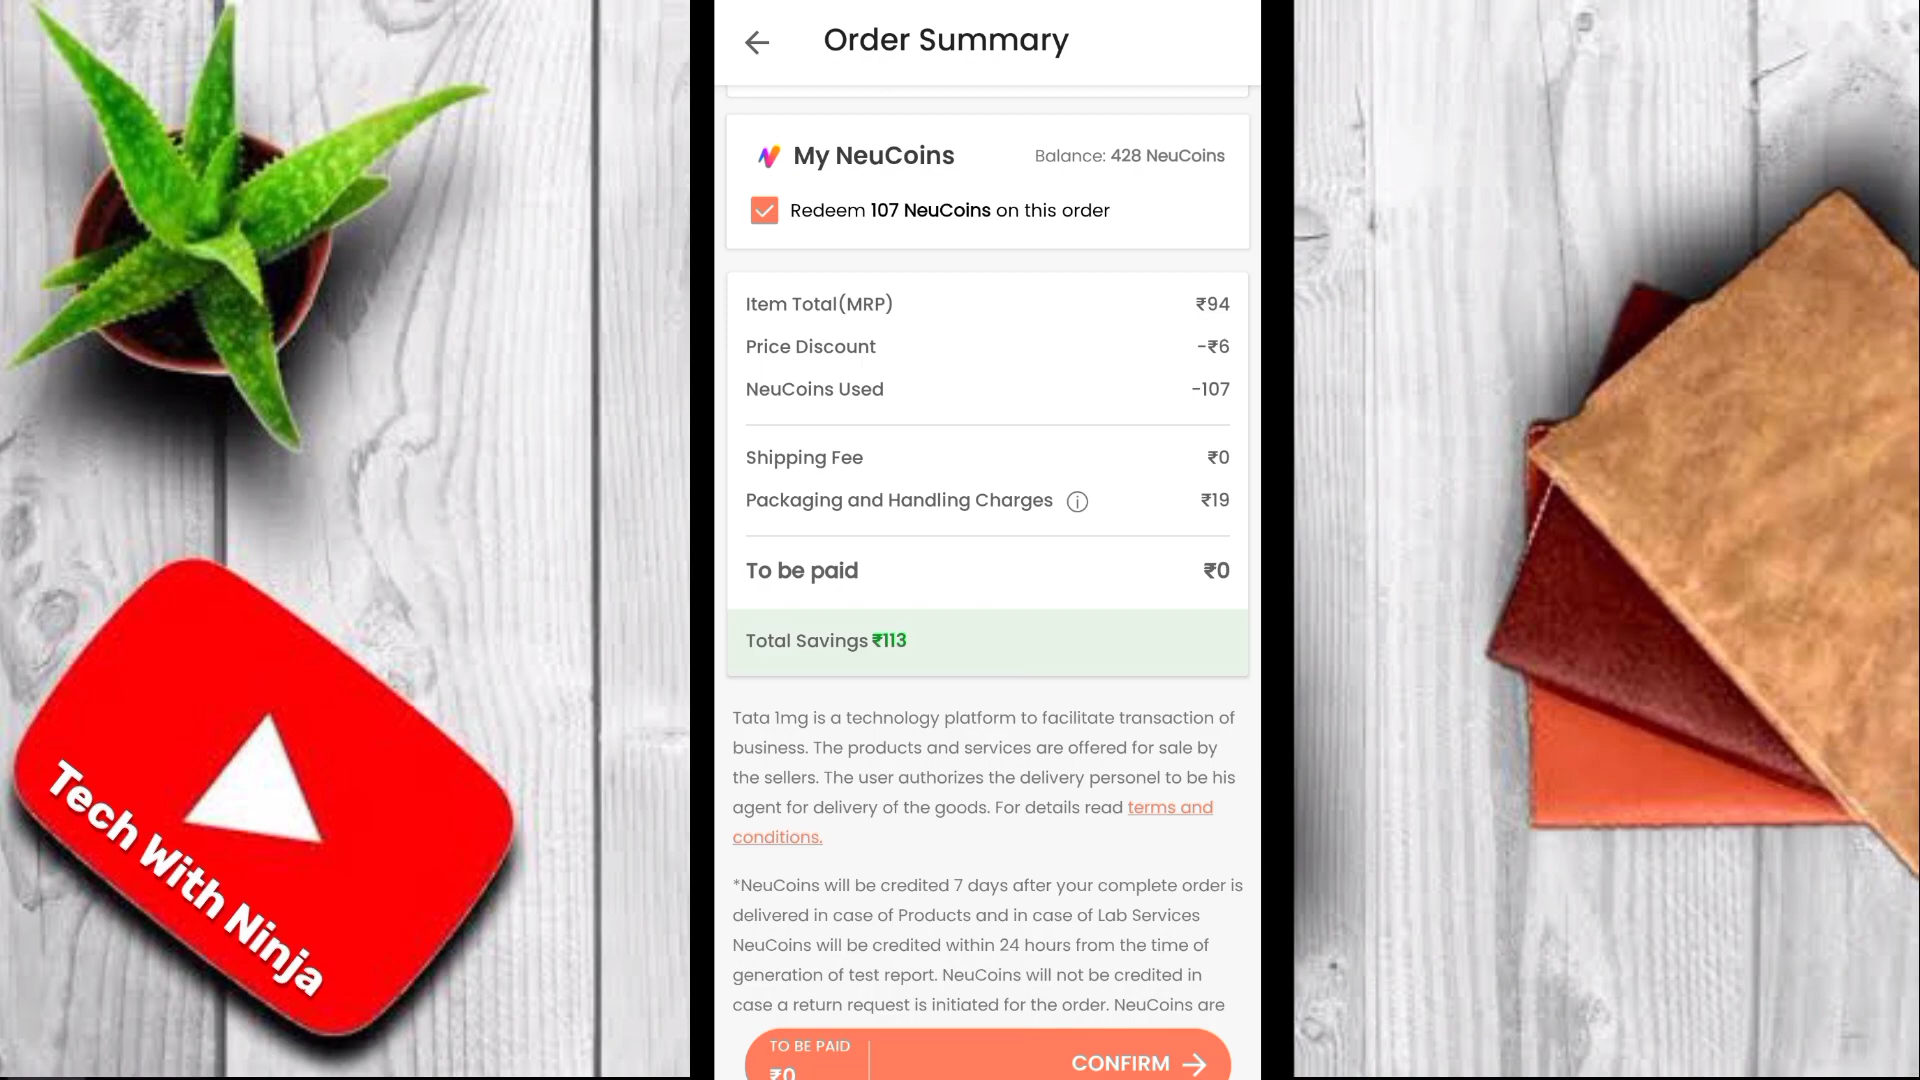 Order Summary
My NeuCoins
Balance: 428 NeuCoins
Redeem 107 NeuCoins on this order
Item Total(MRP) ₹94
Price Discount -₹6
NeuCoins Used -107
Shipping Fee ₹0
Packaging and Handling Charges ₹19
To be paid ₹0
Total Savings ₹113
Tata 1mg is a technology platform to facilitate transaction of
business. The products and services are offered for sale by
the sellers. The user authorizes the delivery personel to be his
agent for delivery of the goods. For details read terms and
conditions.
*NeuCoins will be credited 7 days after your complete order is
delivered in case of Products and in case of Lab Services
NeuCoins will be credited within 24 hours from the time of
generation of test report. NeuCoins will not be credited in
case a return request is initiated for the order. NeuCoins are
TO BE PAID
₹0
CONFIRM
Tech With Ninja